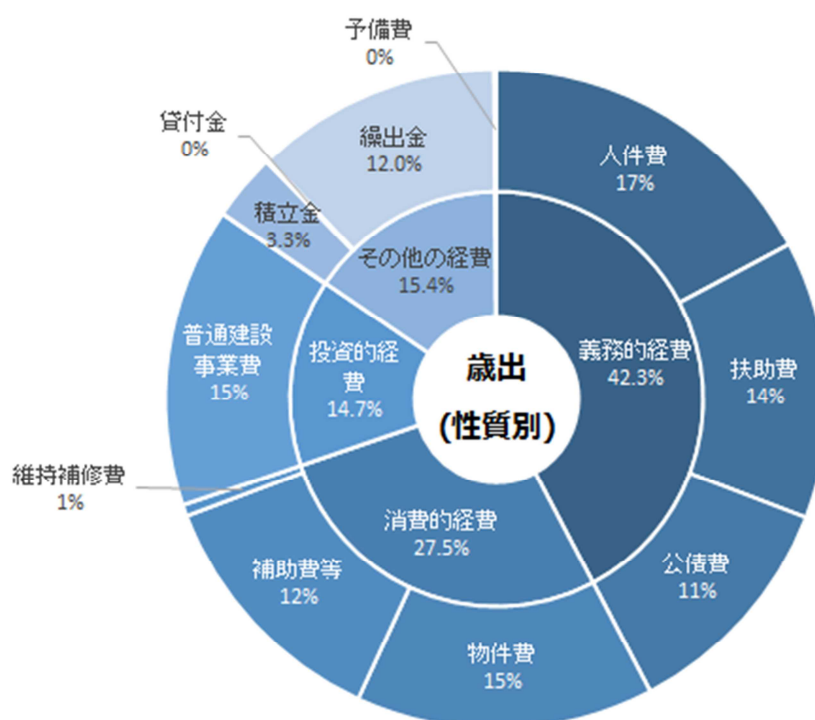 予備費
0%
貸付金
0%
繰出金
12.0%
人件費
17%
積立金
3.3%
その他の経費
15.4%
普通建設
事業費
15%
投資的経
費
14.7%
歳出
(性質別)
義務的経費
42.3%
扶助費
14%
維持補修費
1%
消費的経費
27.5%
補助費等
12%
公債費
11%
物件費
15%